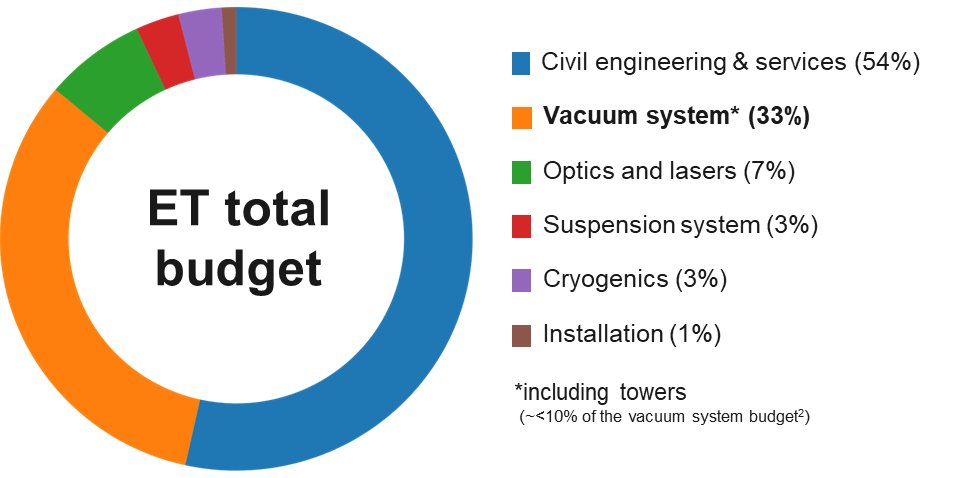 ET total
budget
Civil engineering & services (54%)
Vacuum system* (33%)
Optics and lasers (7%)
Suspension system (3%)
Cryogenics (3%)
Installation (1%)
*including towers
(~<10% of the vacuum system budget²)